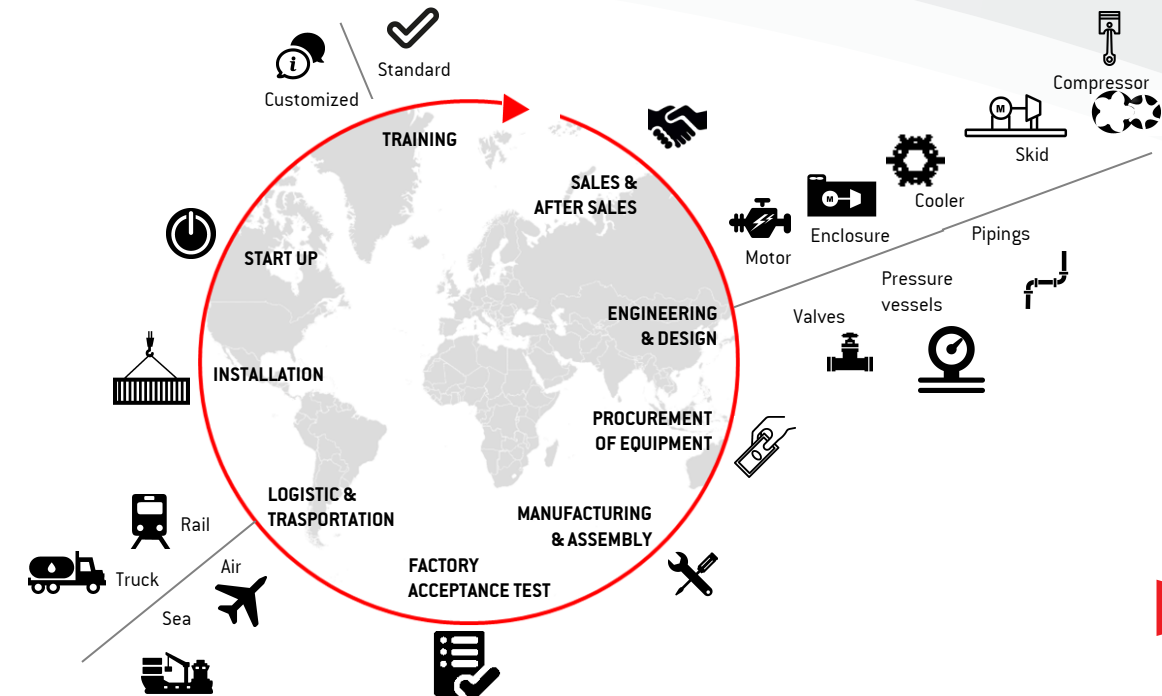 Standard
Customized
TRAINING
SALES &
AFTER SALES
Compressor
M
Skid
Cooler
M
Enclosure
Motor
Pipings
Pressure
vessels
Valves
ENGINEERING
& DESIGN
PROCUREMENT
OF EQUIPMENT
MANUFACTURING
& ASSEMBLY
FACTORY
ACCEPTANCE TEST
LOGISTIC &
TRASPORTATION
Rail
Truck
Air
Sea
INSTALLATION
START UP
i